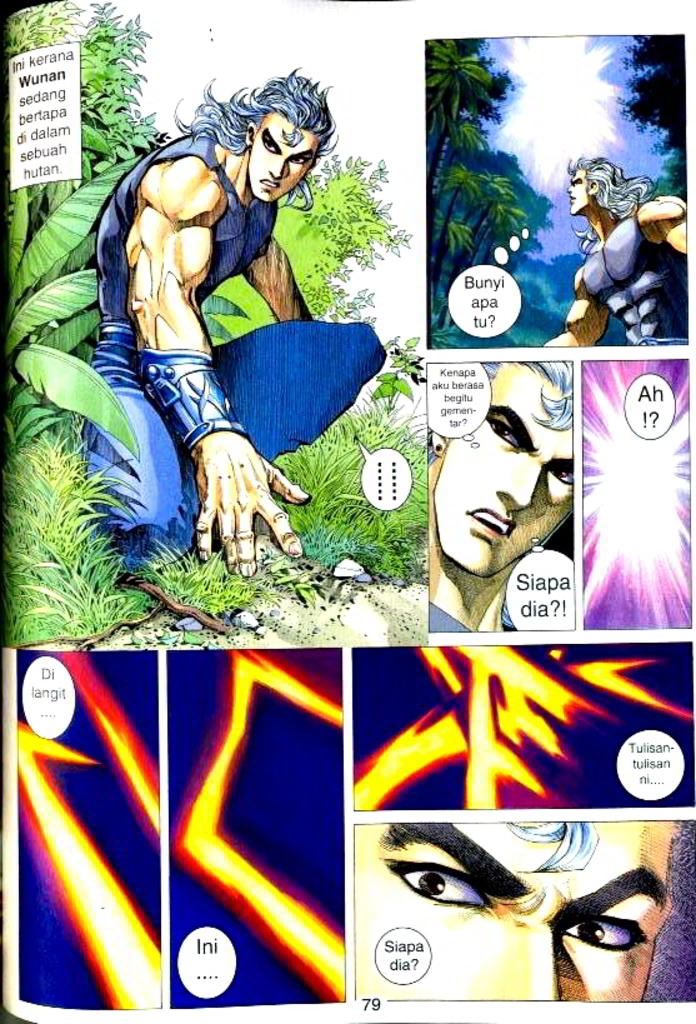 Ini kerana
Wunan
sedang
bertapa
di dalam
sebuah
hutan.
Bunyi
apa
tu?
Kenapa
aku berasa
begitu
gemen-
tar?
Siapa
dia?!
Ah
!?
Di
langit
....
Ini
....
Tulisan-
tulisan
ni....
Siapa
dia?
79